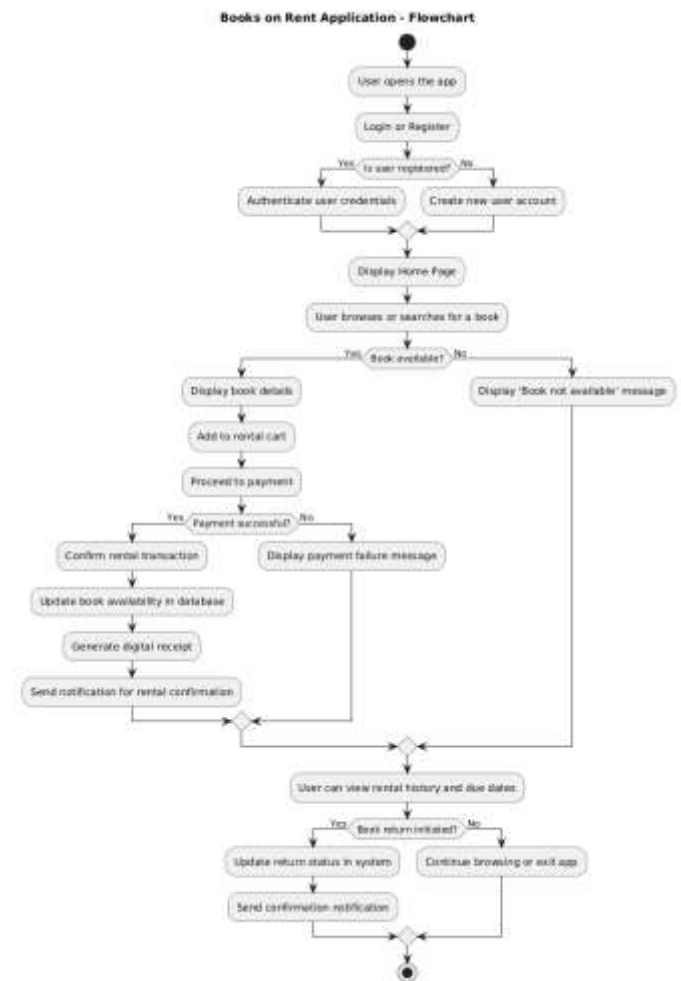 Books on Rent Application - Flowchart
User opens the app
Login or Register
Yes
Is user registered?
No
Authenticate user credentials
Create new user account
Display Home Page
User browses or searches for a book
Yes
Book available?
No
Display book details
Display 'Book not available' message
Add to rental cart
Proceed to payment
Yes
Payment successful?
No
Confirm rental transaction
Display payment failure message
Update book availability in database
Generate digital receipt
Send notification for rental confirmation
User can view rental history and due dates
Yes
Book return initiated?
No
Update return status in system
Continue browsing or exit app
Send confirmation notification